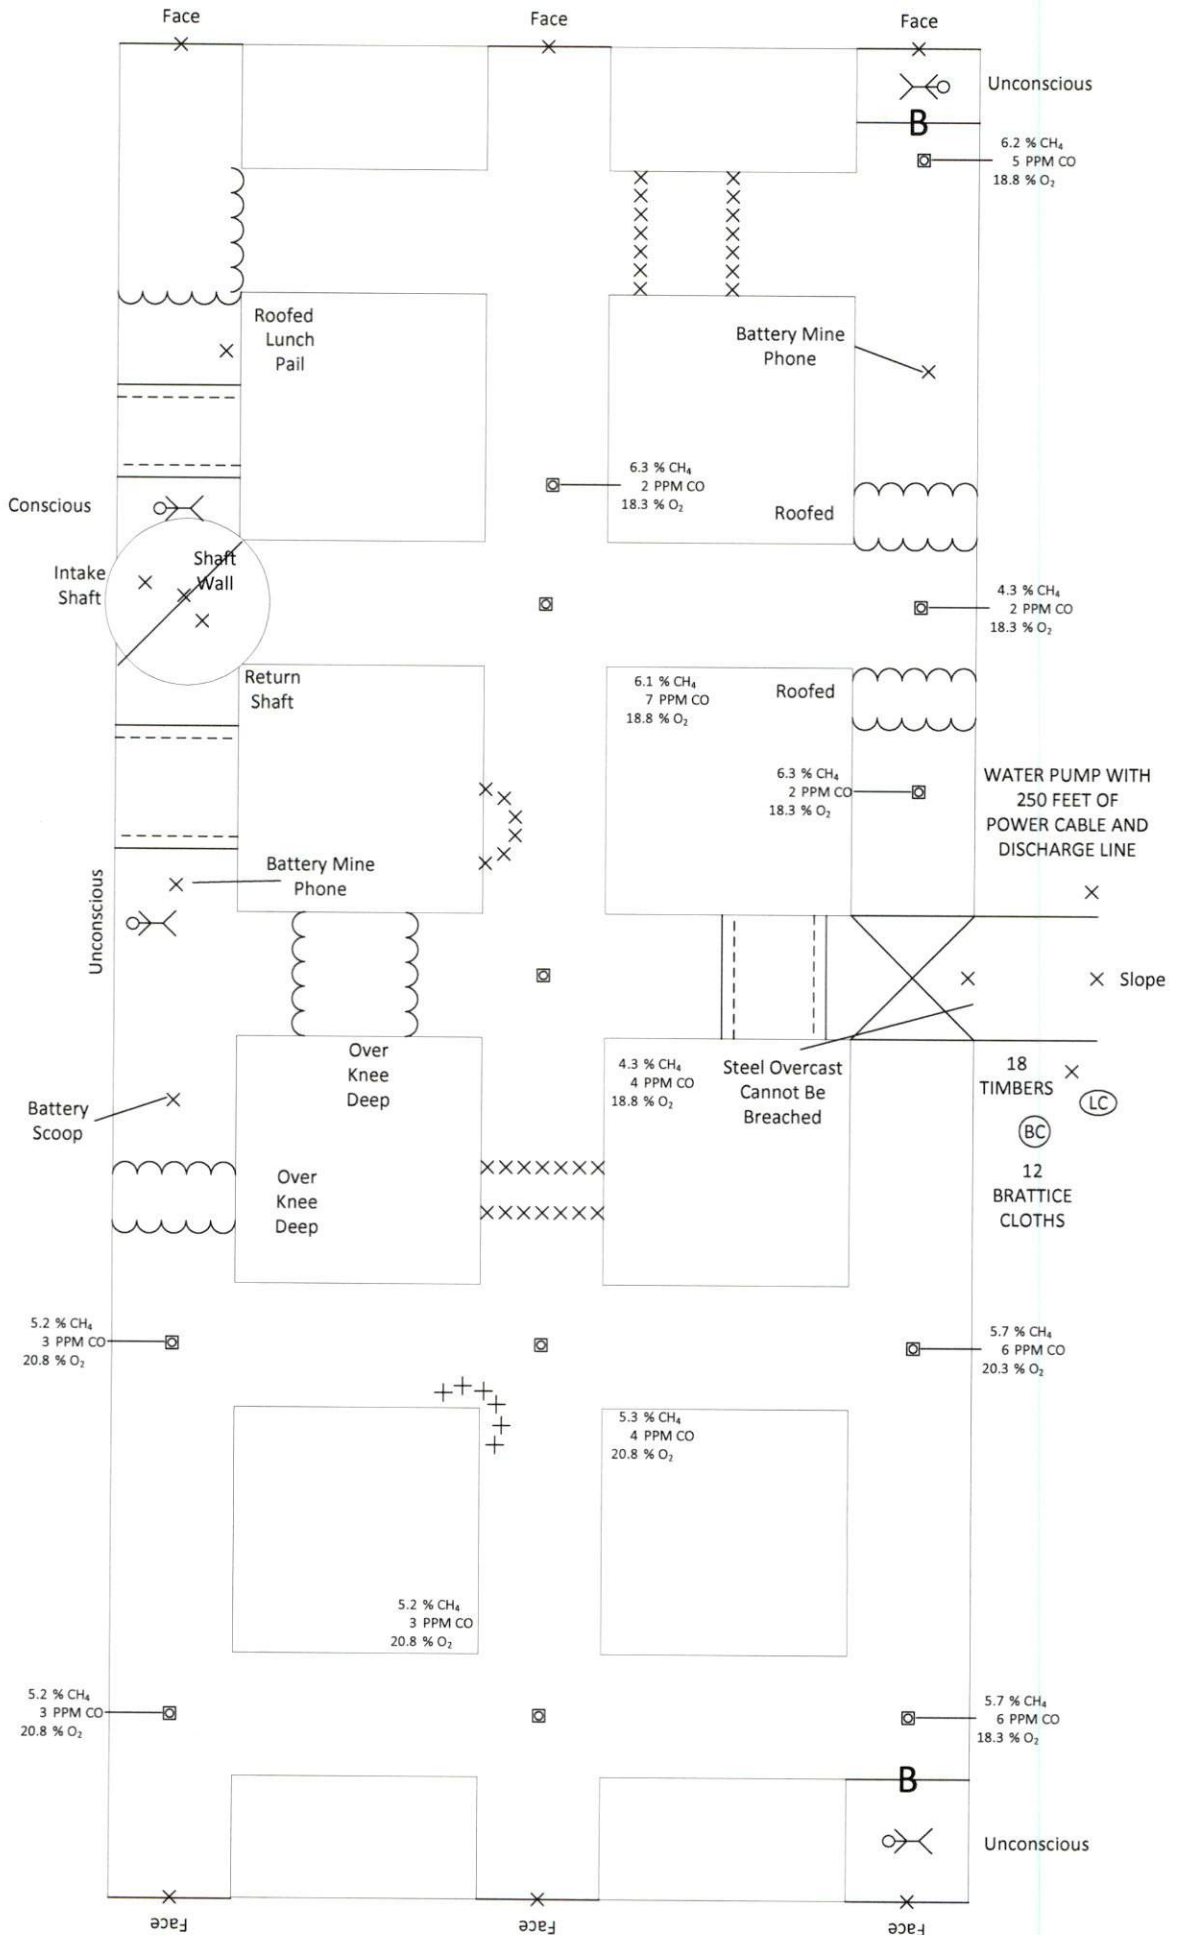 Face
Face
Face
Unconscious
B
6.2 % CH₄
5 PPM CO
18.8 % O₂
Roofed
Lunch
Pail
Battery Mine
Phone
6.3 % CH₄
2 PPM CO
18.3 % O₂
Conscious
Roofed
Intake
Shaft
Shaft
Wall
4.3 % CH₄
2 PPM CO
18.3 % O₂
Return
Shaft
6.1 % CH₄
7 PPM CO
18.8 % O₂
Roofed
6.3 % CH₄
2 PPM CO
18.3 % O₂
WATER PUMP WITH
250 FEET OF
POWER CABLE AND
DISCHARGE LINE
Battery Mine
Phone
Unconscious
Slope
Over
Knee
Deep
4.3 % CH₄
4 PPM CO
18.8 % O₂
Steel Overcast
Cannot Be
Breached
18
TIMBERS
LC
BC
12
BRATTICE
CLOTHS
Battery
Scoop
Over
Knee
Deep
5.2 % CH₄
3 PPM CO
20.8 % O₂
5.7 % CH₄
6 PPM CO
20.3 % O₂
5.3 % CH₄
4 PPM CO
20.8 % O₂
5.2 % CH₄
3 PPM CO
20.8 % O₂
5.2 % CH₄
3 PPM CO
20.8 % O₂
5.7 % CH₄
6 PPM CO
18.3 % O₂
B
Unconscious
Face
Face
Face